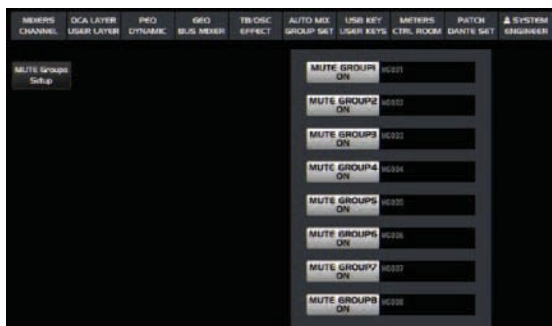 MIXERS DCA LAYER PEQ GEQ TB/OSC AUTO MIX USB KEY METERS PATCH SYSTEM
CHANNEL USER LAYER DYNAMIC BUS MIXER EFFECT GROUP SET USER KEYS CTRL ROOM DANTE SET ENGINEER
MUTE Groups
Setup
MUTE GROUP1
ON
MUTE GROUP2
ON
MUTE GROUP3
ON
MUTE GROUP4
ON
MUTE GROUP5
ON
MUTE GROUP6
ON
MUTE GROUP7
ON
MUTE GROUP8
ON